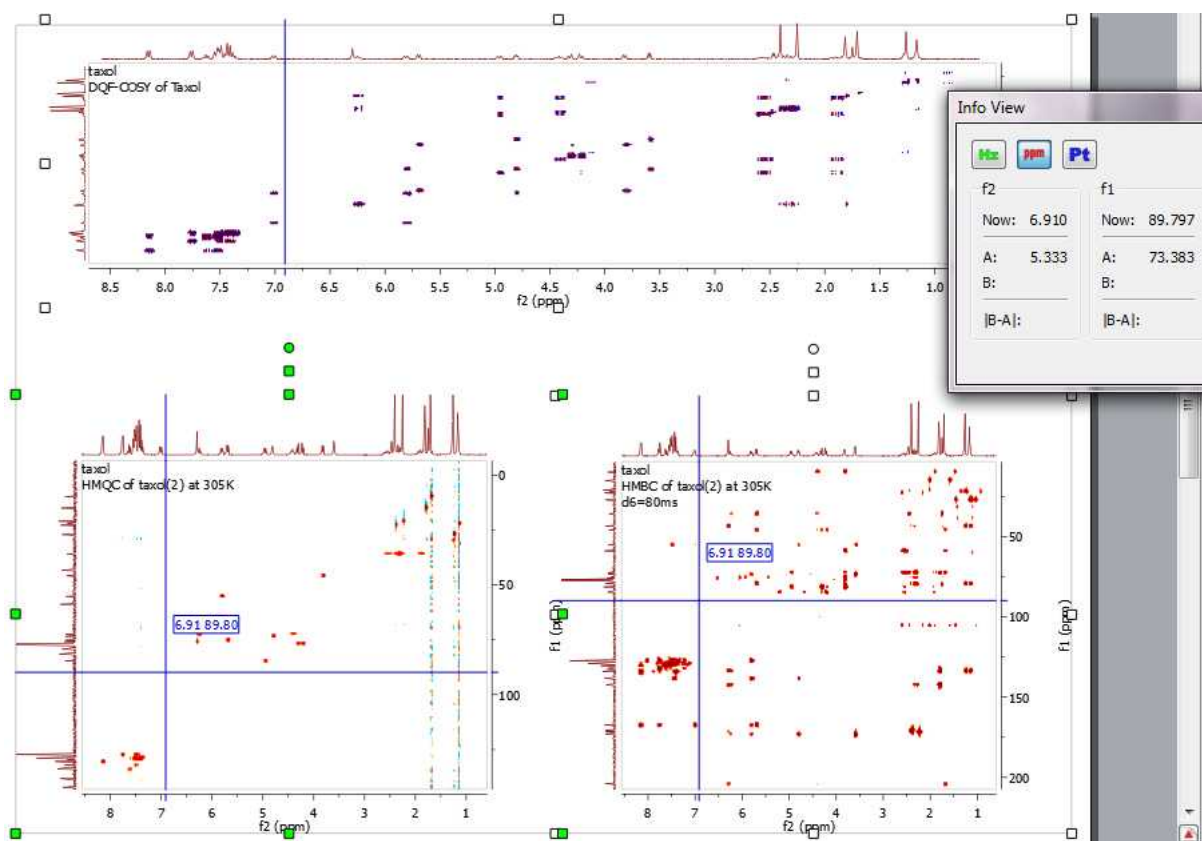 taxol
DQF-COSY of Taxol
8.5 8.0 7.5 7.0 6.5 6.0 5.5 5.0 4.5 4.0 3.5 3.0 2.5 2.0 1.5 1.0
f2 (ppm)
Info View
Hz ppm Pt
f2 f1
Now: 6.910 Now: 89.797
A: 5.333 A: 73.383
B: B:
|B-A|: |B-A|:
taxol
HMQC of taxol(2) at 305K
6.91 89.80
0
50
100
f1 (ppm)
8 7 6 5 4 3 2 1
f2 (ppm)
taxol
HMBC of taxol(2) at 305K
d6=80ms
6.91 89.80
50
100
150
200
f1 (ppm)
8 7 6 5 4 3 2 1
f2 (ppm)